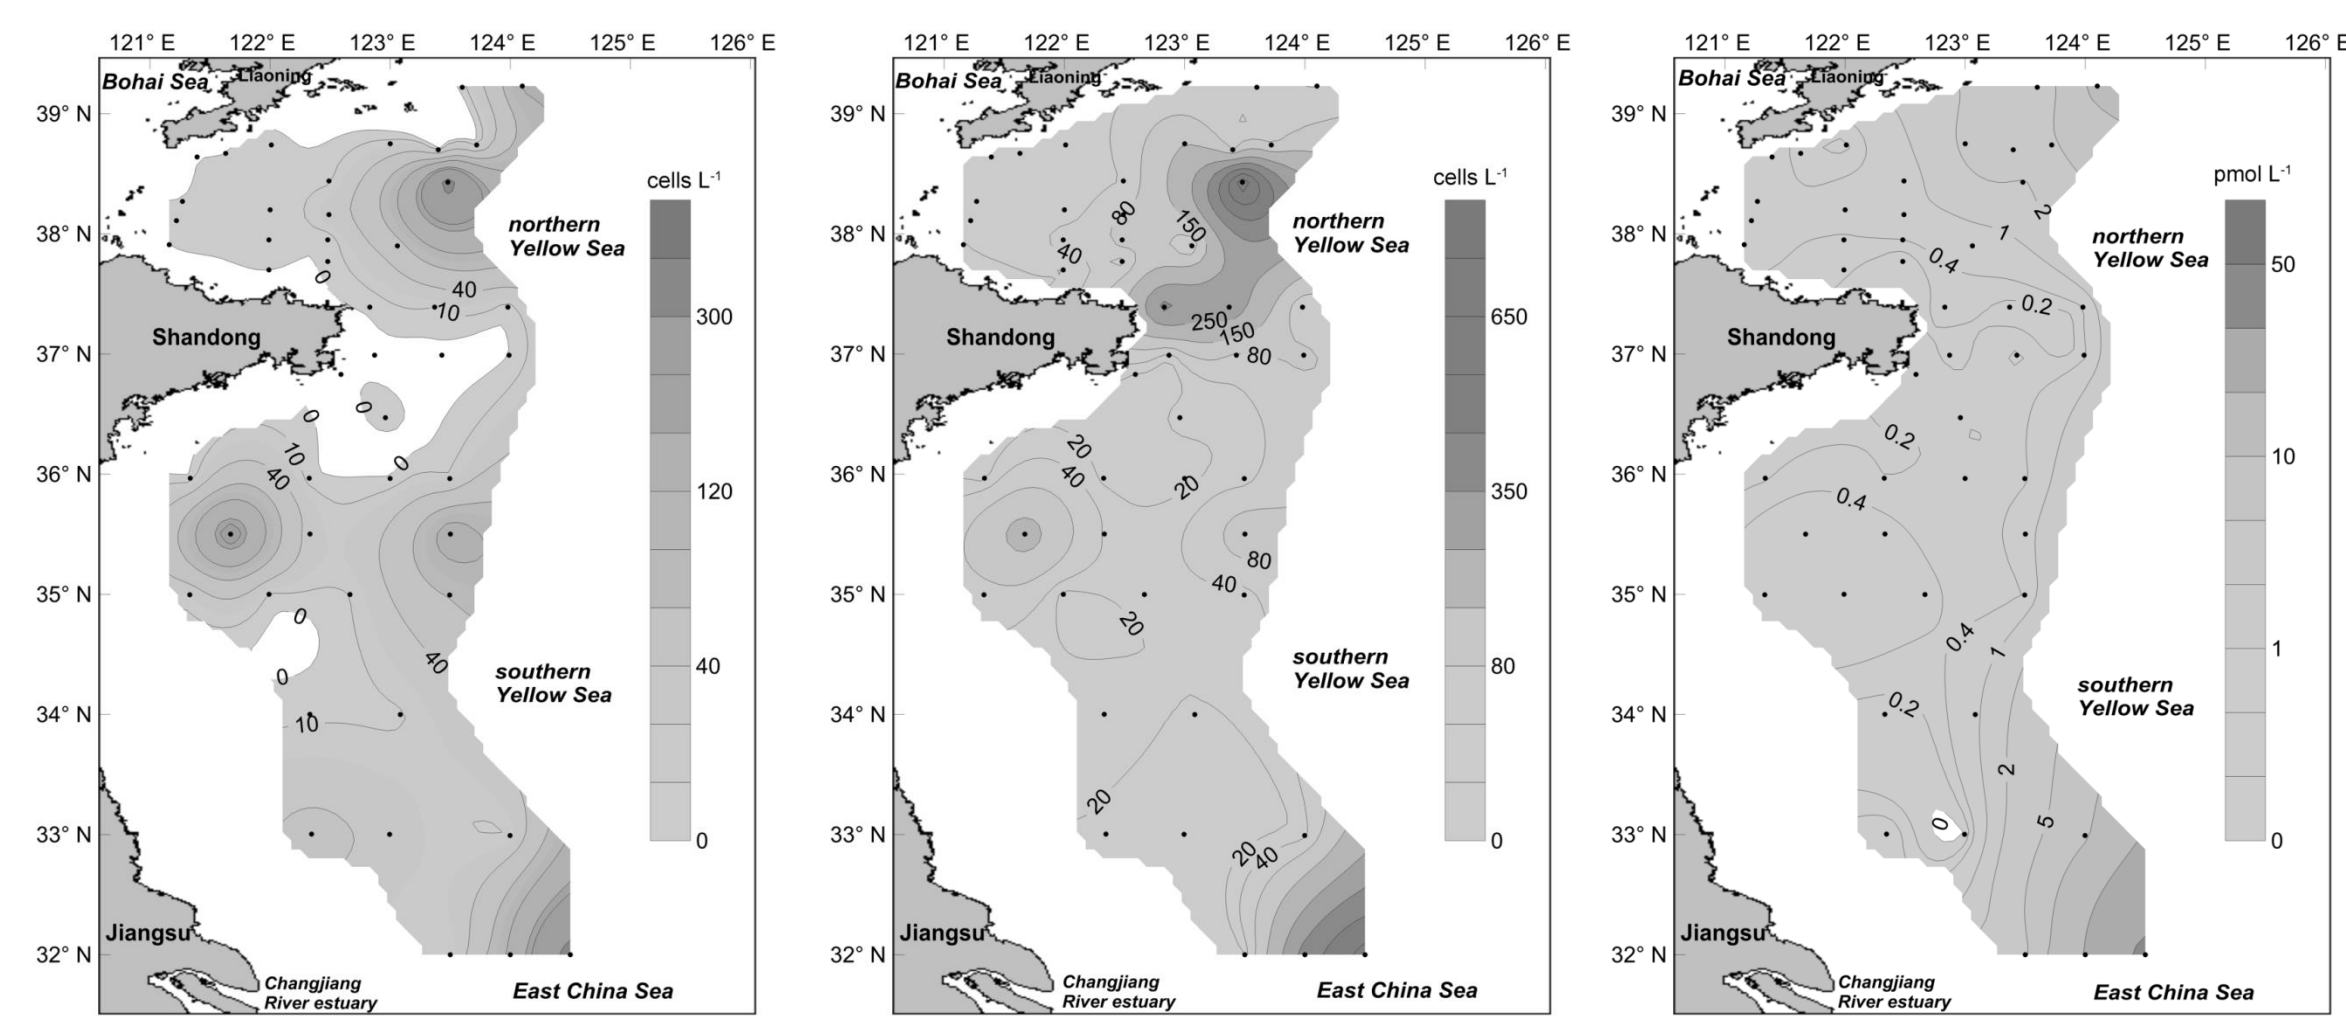 121° E 122° E 123° E 124° E 125° E 126° E
Bohai Sea
Liaoning
39° N
38° N
37° N
36° N
35° N
34° N
33° N
32° N
cells L-1
300
120
40
0
northern
Yellow Sea
0
40
10
Shandong
0
0
10
40
0
0
0
40
10
southern
Yellow Sea
Jiangsu
Changjiang
River estuary
East China Sea
121° E 122° E 123° E 124° E 125° E 126° E
Bohai Sea
Liaoning
39° N
38° N
37° N
36° N
35° N
34° N
33° N
32° N
cells L-1
650
350
80
0
northern
Yellow Sea
80
150
40
250
150
80
Shandong
20
40
20
80
40
20
20
20
40
southern
Yellow Sea
Jiangsu
Changjiang
River estuary
East China Sea
121° E 122° E 123° E 124° E 125° E 126° E
Bohai Sea
Liaoning
39° N
38° N
37° N
36° N
35° N
34° N
33° N
32° N
pmol L-1
50
10
1
0
northern
Yellow Sea
2
1
0.4
0.2
Shandong
0.2
0.4
0.4
1
0.2
2
0
5
southern
Yellow Sea
Jiangsu
Changjiang
River estuary
East China Sea